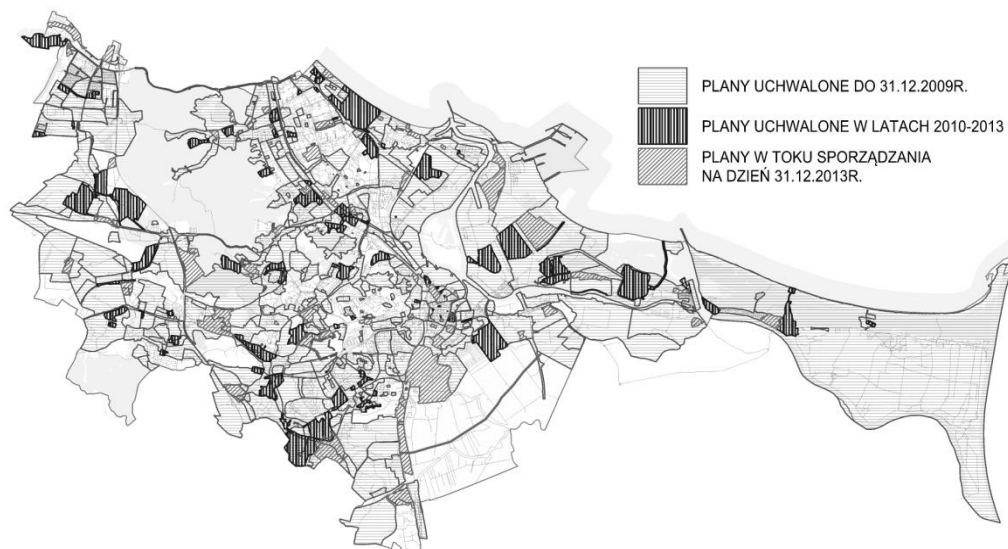 PLANY UCHWALONE DO 31.12.2009R.
PLANY UCHWALONE W LATACH 2010-2013
PLANY W TOKU SPORZĄDZANIA
NA DZIEŃ 31.12.2013R.